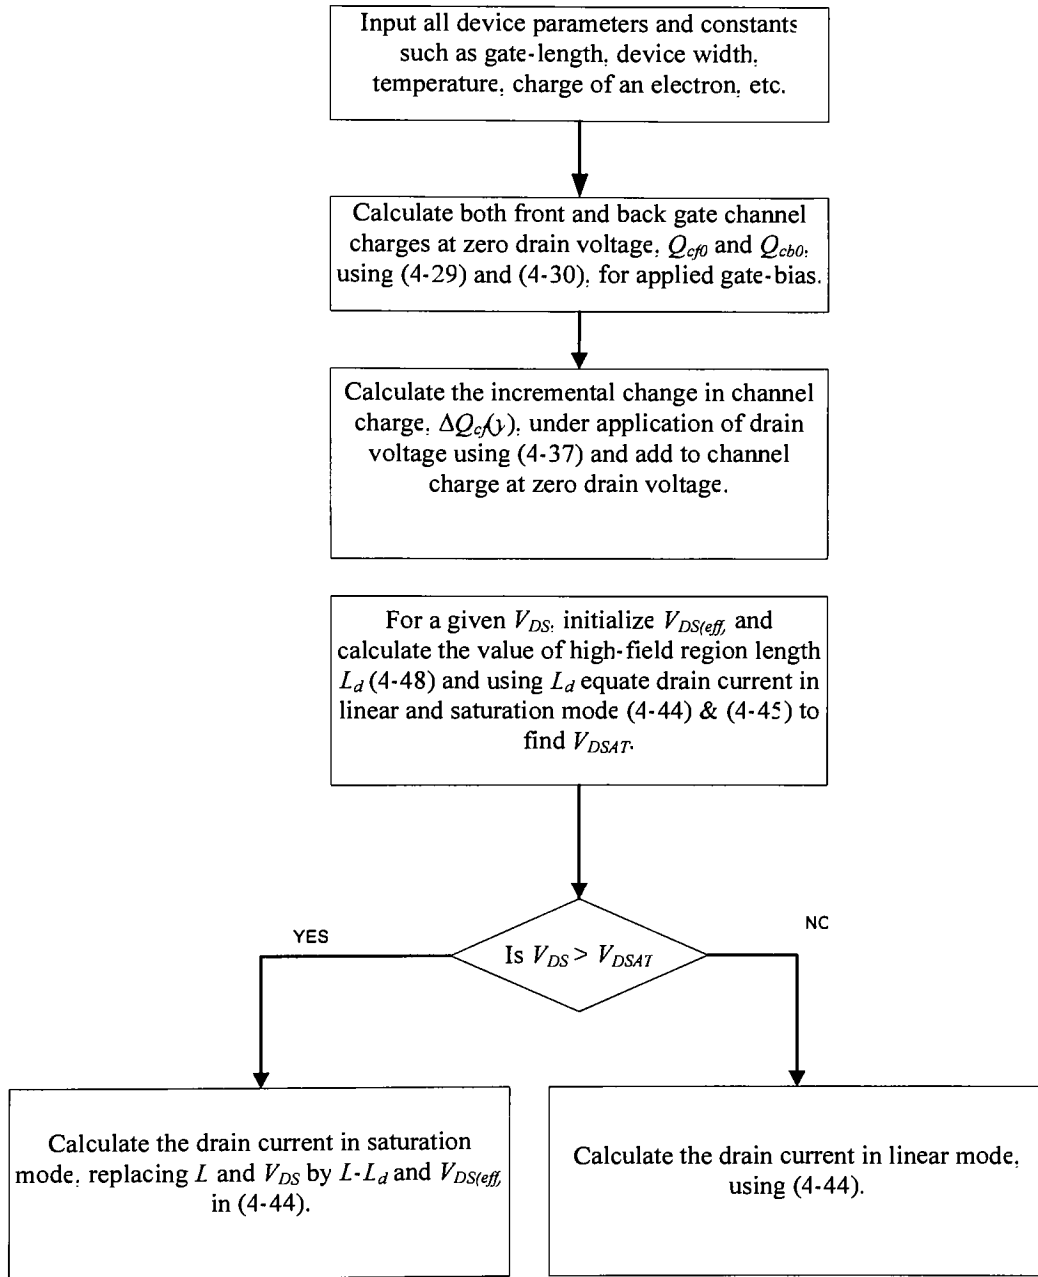 Input all device parameters and constants
such as gate-length, device width,
temperature, charge of an electron, etc.
Calculate both front and back gate channel
charges at zero drain voltage, Qcf0 and Qcb0,
using (4-29) and (4-30), for applied gate-bias.
Calculate the incremental change in channel
charge, ΔQcf(y), under application of drain
voltage using (4-37) and add to channel
charge at zero drain voltage.
For a given VDS, initialize VDS(eff, and
calculate the value of high-field region length
Ld (4-48) and using Ld equate drain current in
linear and saturation mode (4-44) & (4-45) to
find VDSAT.
YES
NO
Is VDS > VDSAT
Calculate the drain current in saturation
mode, replacing L and VDS by L-Ld and VDS(eff,
in (4-44).
Calculate the drain current in linear mode,
using (4-44).